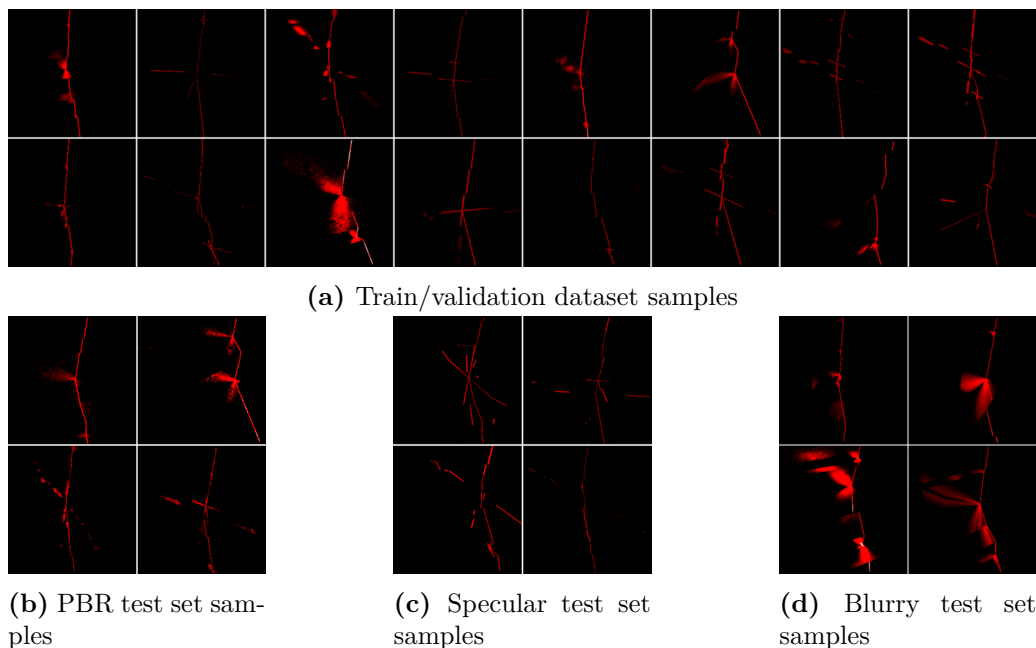 (a) Train/validation dataset samples
(b) PBR test set sam-
ples
(c) Specular test set
samples
(d) Blurry test set
samples